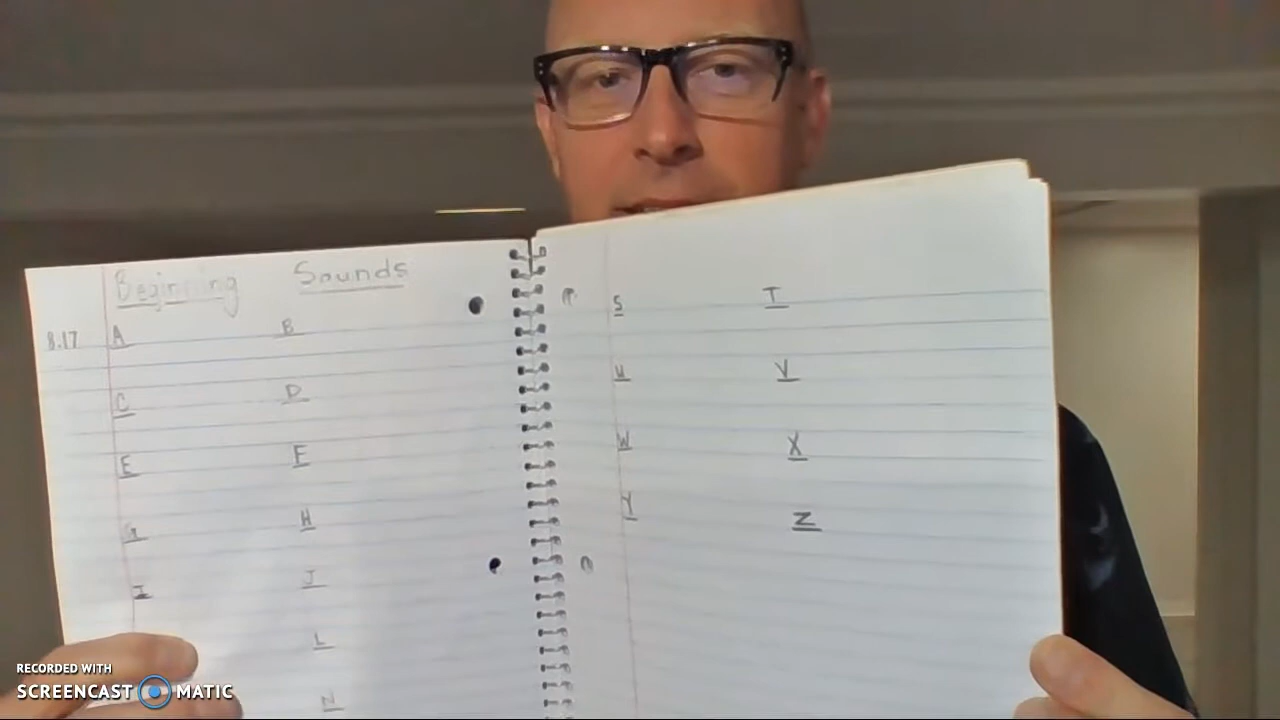 Beginning Sounds
8.17 A B
C D
E F
G H
I J
L
N
S T
U V
W X
Y Z
RECORDED WITH
SCREENCAST MATIC